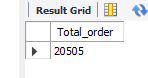 Result Grid
Total_order
20505